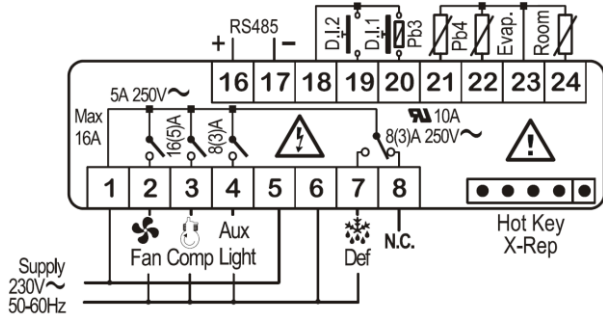 RS485
+ −
D.I.2
D.I.1
Pb3
Pb4
Evap.
Room
16 17 18 19 20 21 22 23 24
5A 250V~
Max
16A
16(5)A
8(3)A
10A
8(3)A 250V~
1 2 3 4 5 6 7 8
Fan
Comp
Aux
Light
Def
N.C.
Hot Key
X-Rep
Supply
230V~
50-60Hz